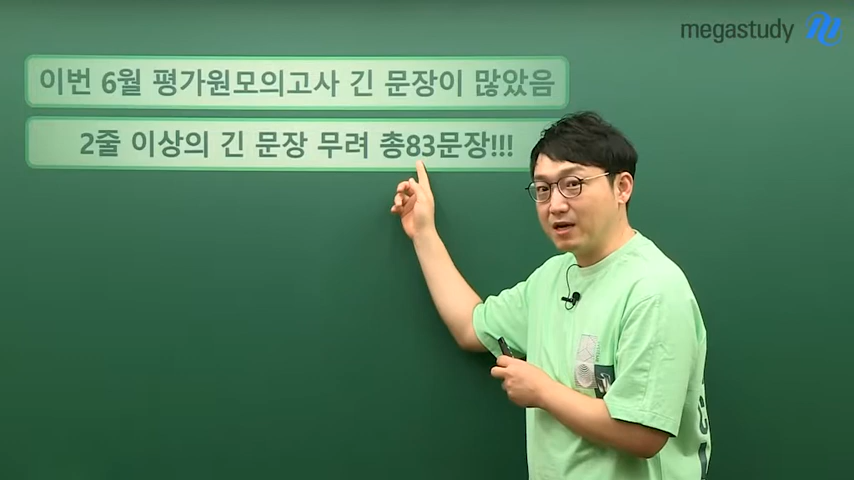 megastudy
이번 6월 평가원모의고사 긴 문장이 많았음
2줄 이상의 긴 문장 무려 총83문장!!!